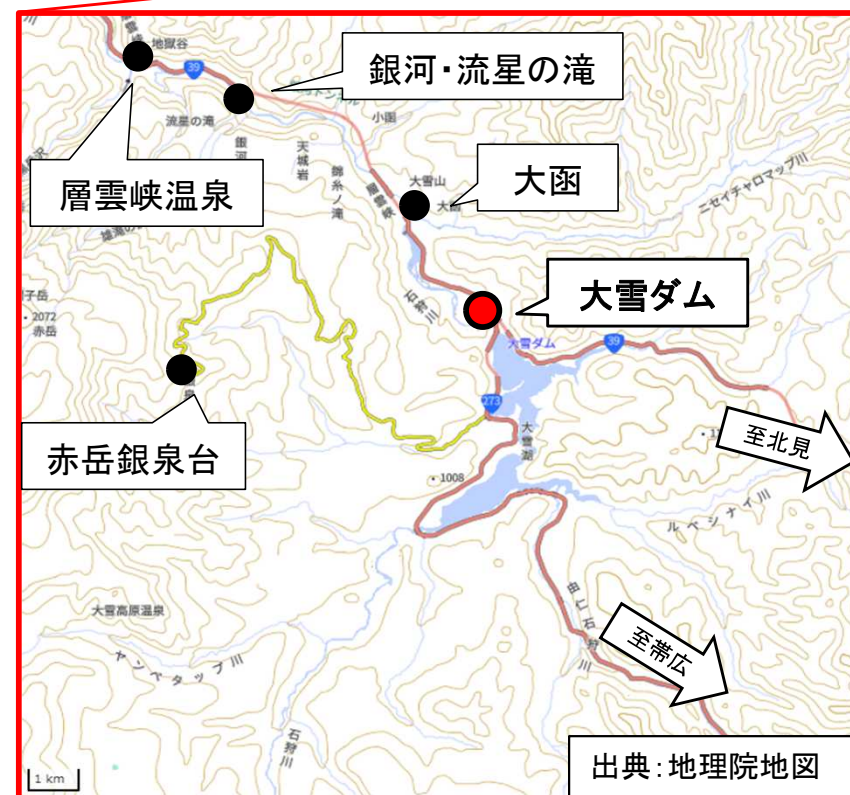 地獄谷
39
銀河・流星の滝
流星の滝
銀河
小函
天城岩
錦糸ノ滝
層雲峡温泉
大雪山
層雲峡
大函
大函
ニセイチャロマップ川
石狩川
大雪ダム
大雪ダム
39
2072
赤岳
273
赤岳銀泉台
大雪湖
1008
至北見
ルベシナイ川
大雪高原温泉
ヤンベタップ川
由仁石狩川
至帯広
石狩川
1 km
出典:地理院地図